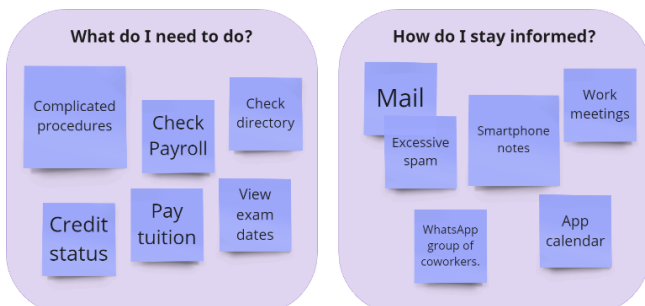 What do I need to do?
Complicated
procedures
Check
Payroll
Check
directory
Credit
status
Pay
tuition
View
exam
dates
How do I stay informed?
Mail
Excessive
spam
Smartphone
notes
Work
meetings
WhatsApp
group of
coworkers.
App
calendar